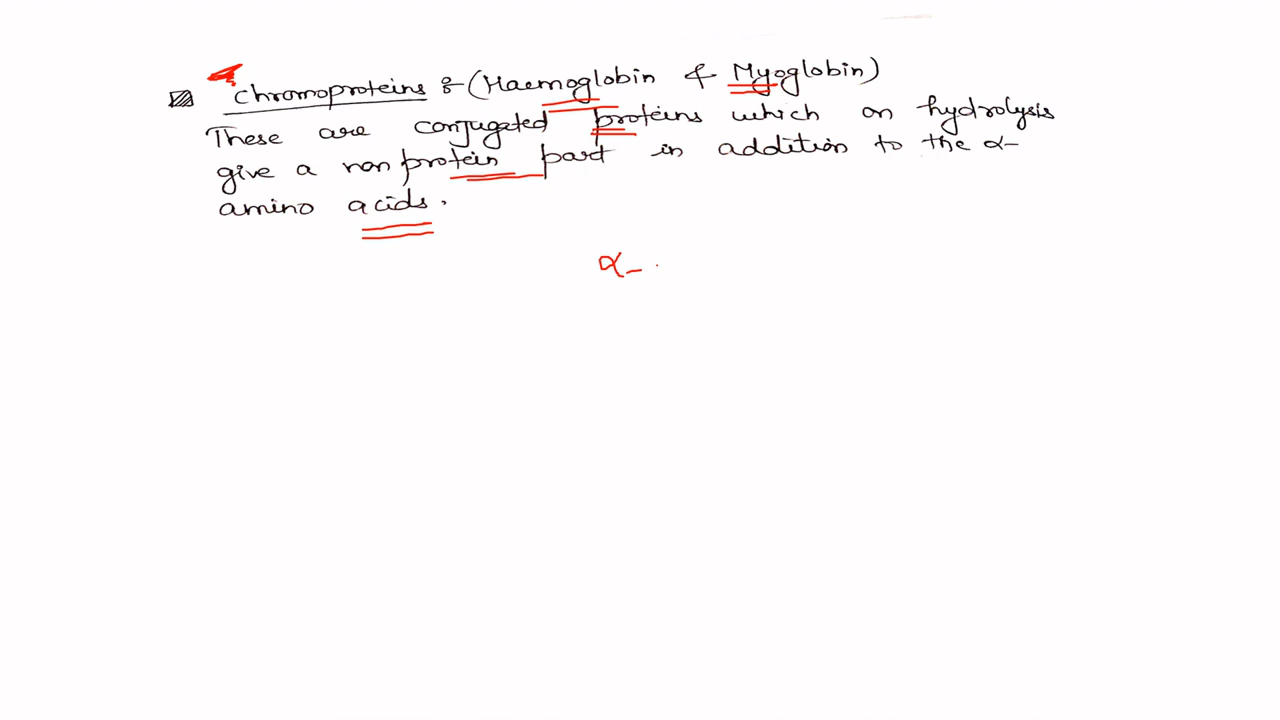 Chromoproteins :- (Haemoglobin & Myoglobin)
These are conjugated proteins which on hydrolysis
give a non protein part in addition to the α-
amino acids.
α-